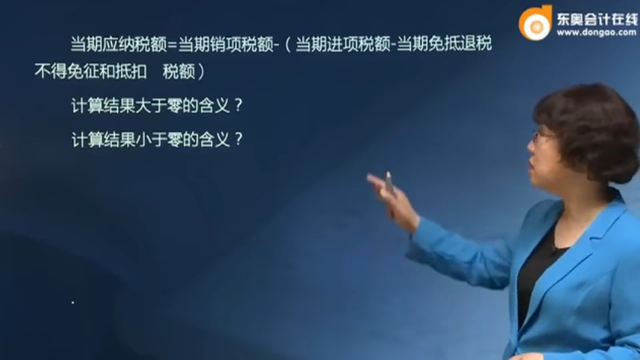 东奥会计在线
www.dongao.com
当期应纳税额=当期销项税额-（当期进项税额-当期免抵退税
不得免征和抵扣 税额）
计算结果大于零的含义？
计算结果小于零的含义？